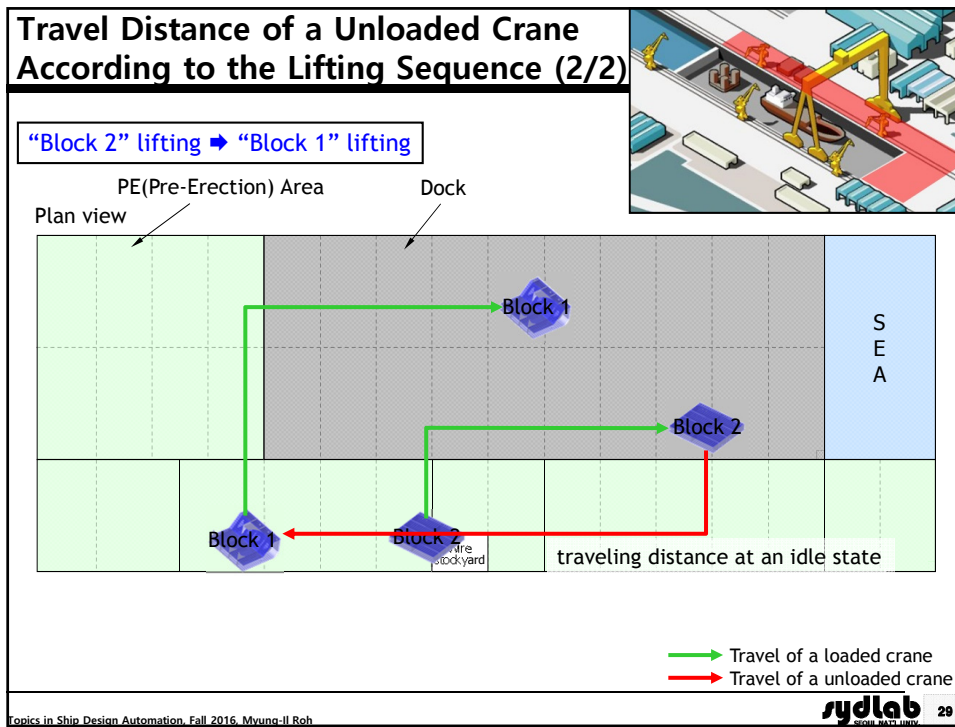 Travel Distance of a Unloaded Crane
According to the Lifting Sequence (2/2)
“Block 2” lifting ➡ “Block 1” lifting
PE(Pre-Erection) Area
Dock
Plan view
Block 1
S
E
A
Block 2
Block 1
Block 2
Wire
stockyard
traveling distance at an idle state
Travel of a loaded crane
Travel of a unloaded crane
Topics in Ship Design Automation, Fall 2016, Myung-Il Roh
sydlab
SEOUL NAT'L UNIV.
29